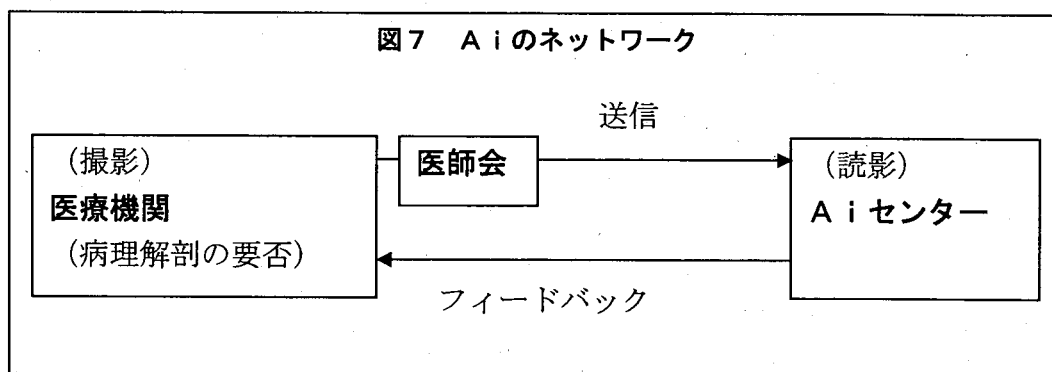 図7　Aiのネットワーク
送信
（撮影）
医療機関
（病理解剖の要否）
医師会
（読影）
Aiセンター
フィードバック